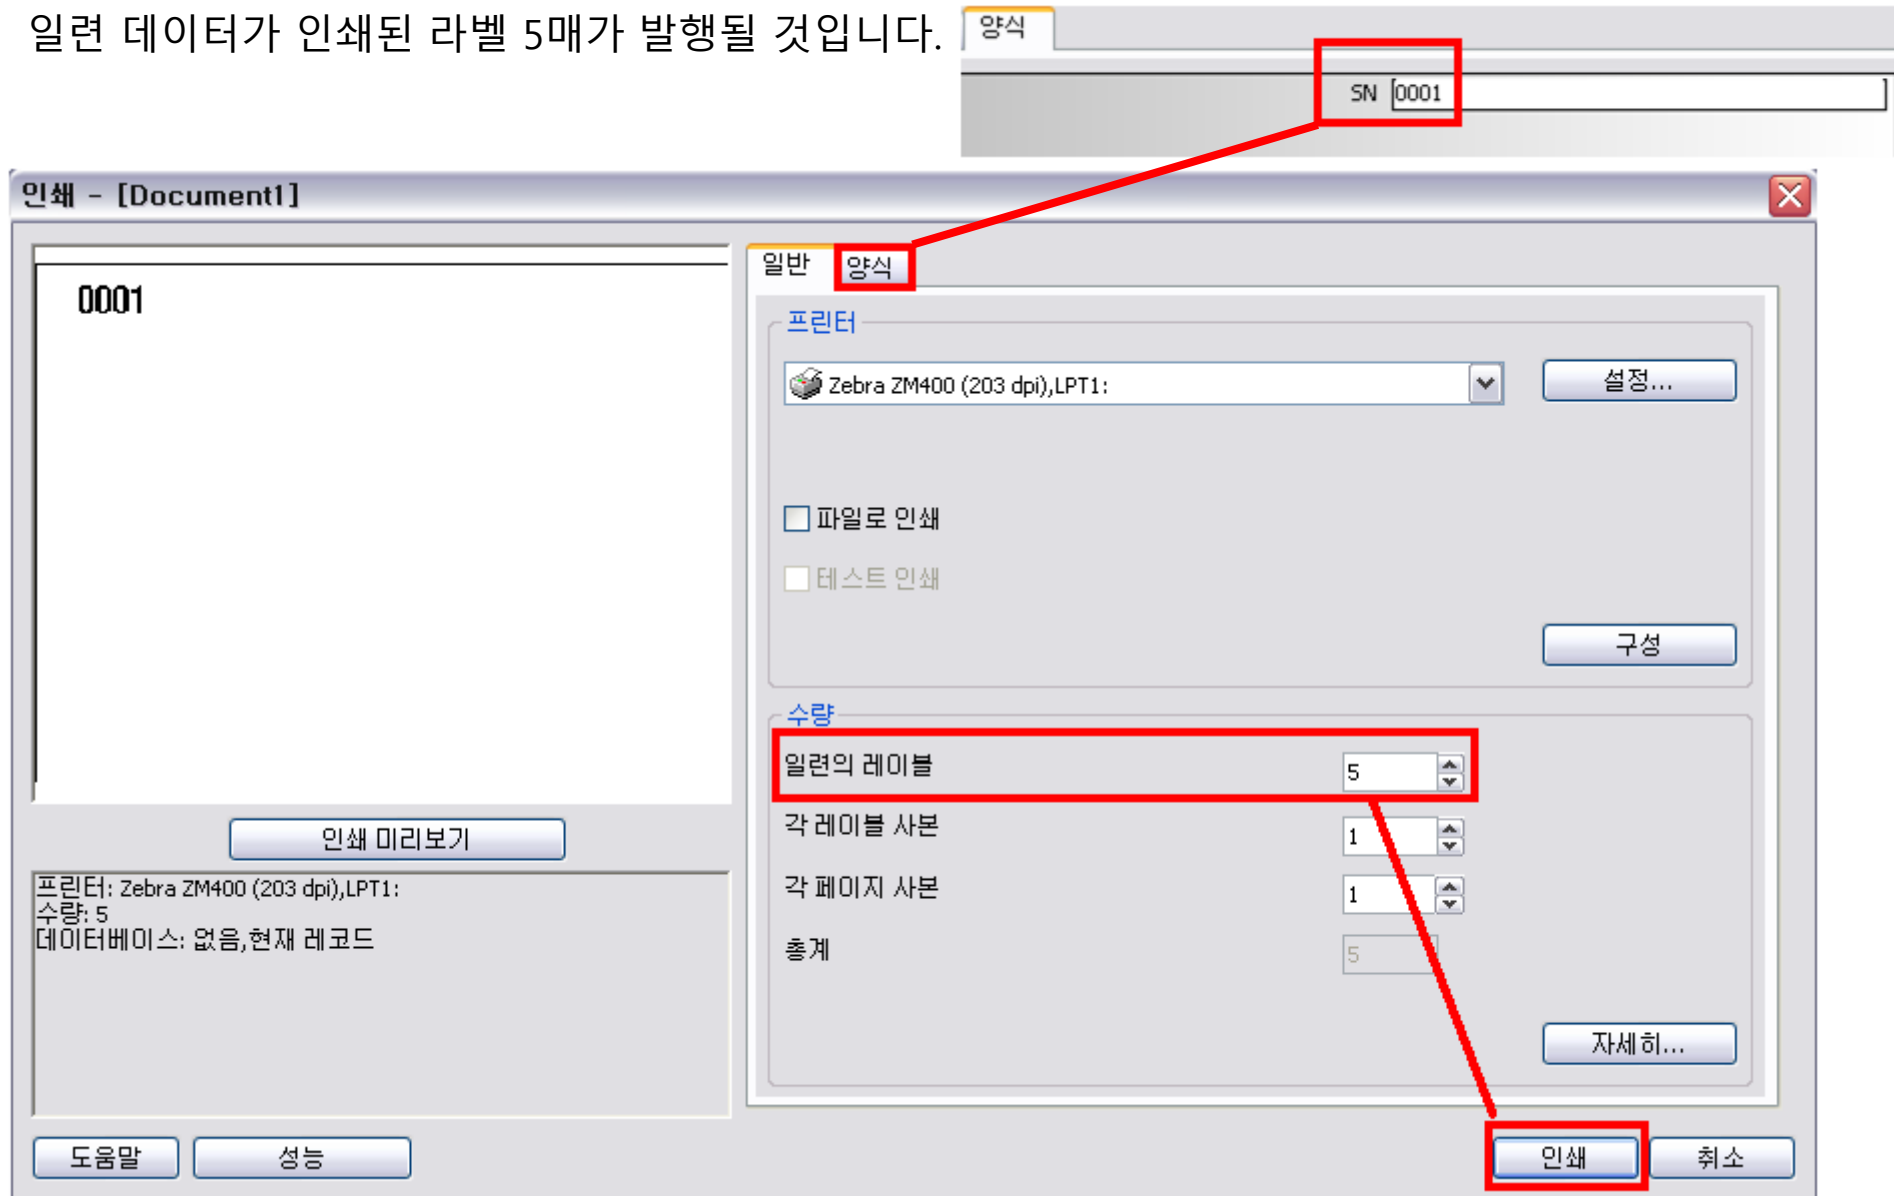 일련 데이터가 인쇄된 라벨 5매가 발행될 것입니다.
양식
SN [0001 ]
인쇄 - [Document1]
0001
인쇄 미리보기
프린터: Zebra ZM400 (203 dpi),LPT1:
수량: 5
데이터베이스: 없음,현재 레코드
일반 양식
프린터
Zebra ZM400 (203 dpi),LPT1: 설정...
파일로 인쇄
테스트 인쇄
구성
수량
일련의 레이블 5
각 레이블 사본 1
각 페이지 사본 1
총계 5
자세히...
도움말 성능 인쇄 취소